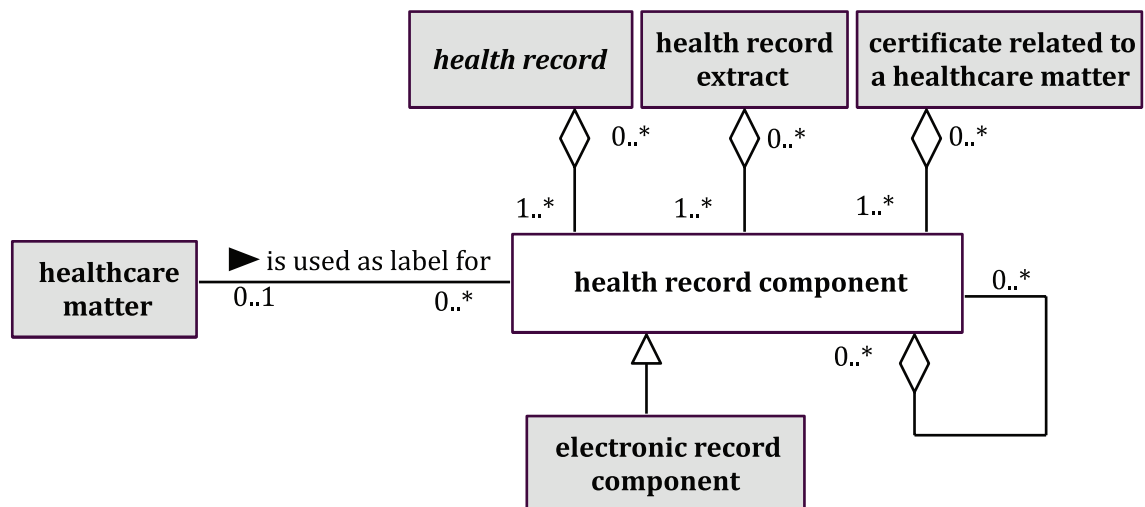 health record
health record
extract
certificate related to
a healthcare matter
0..*
0..*
0..*
1..*
1..*
1..*
healthcare
matter
is used as label for
0..1
0..*
health record component
0..*
0..*
electronic record
component